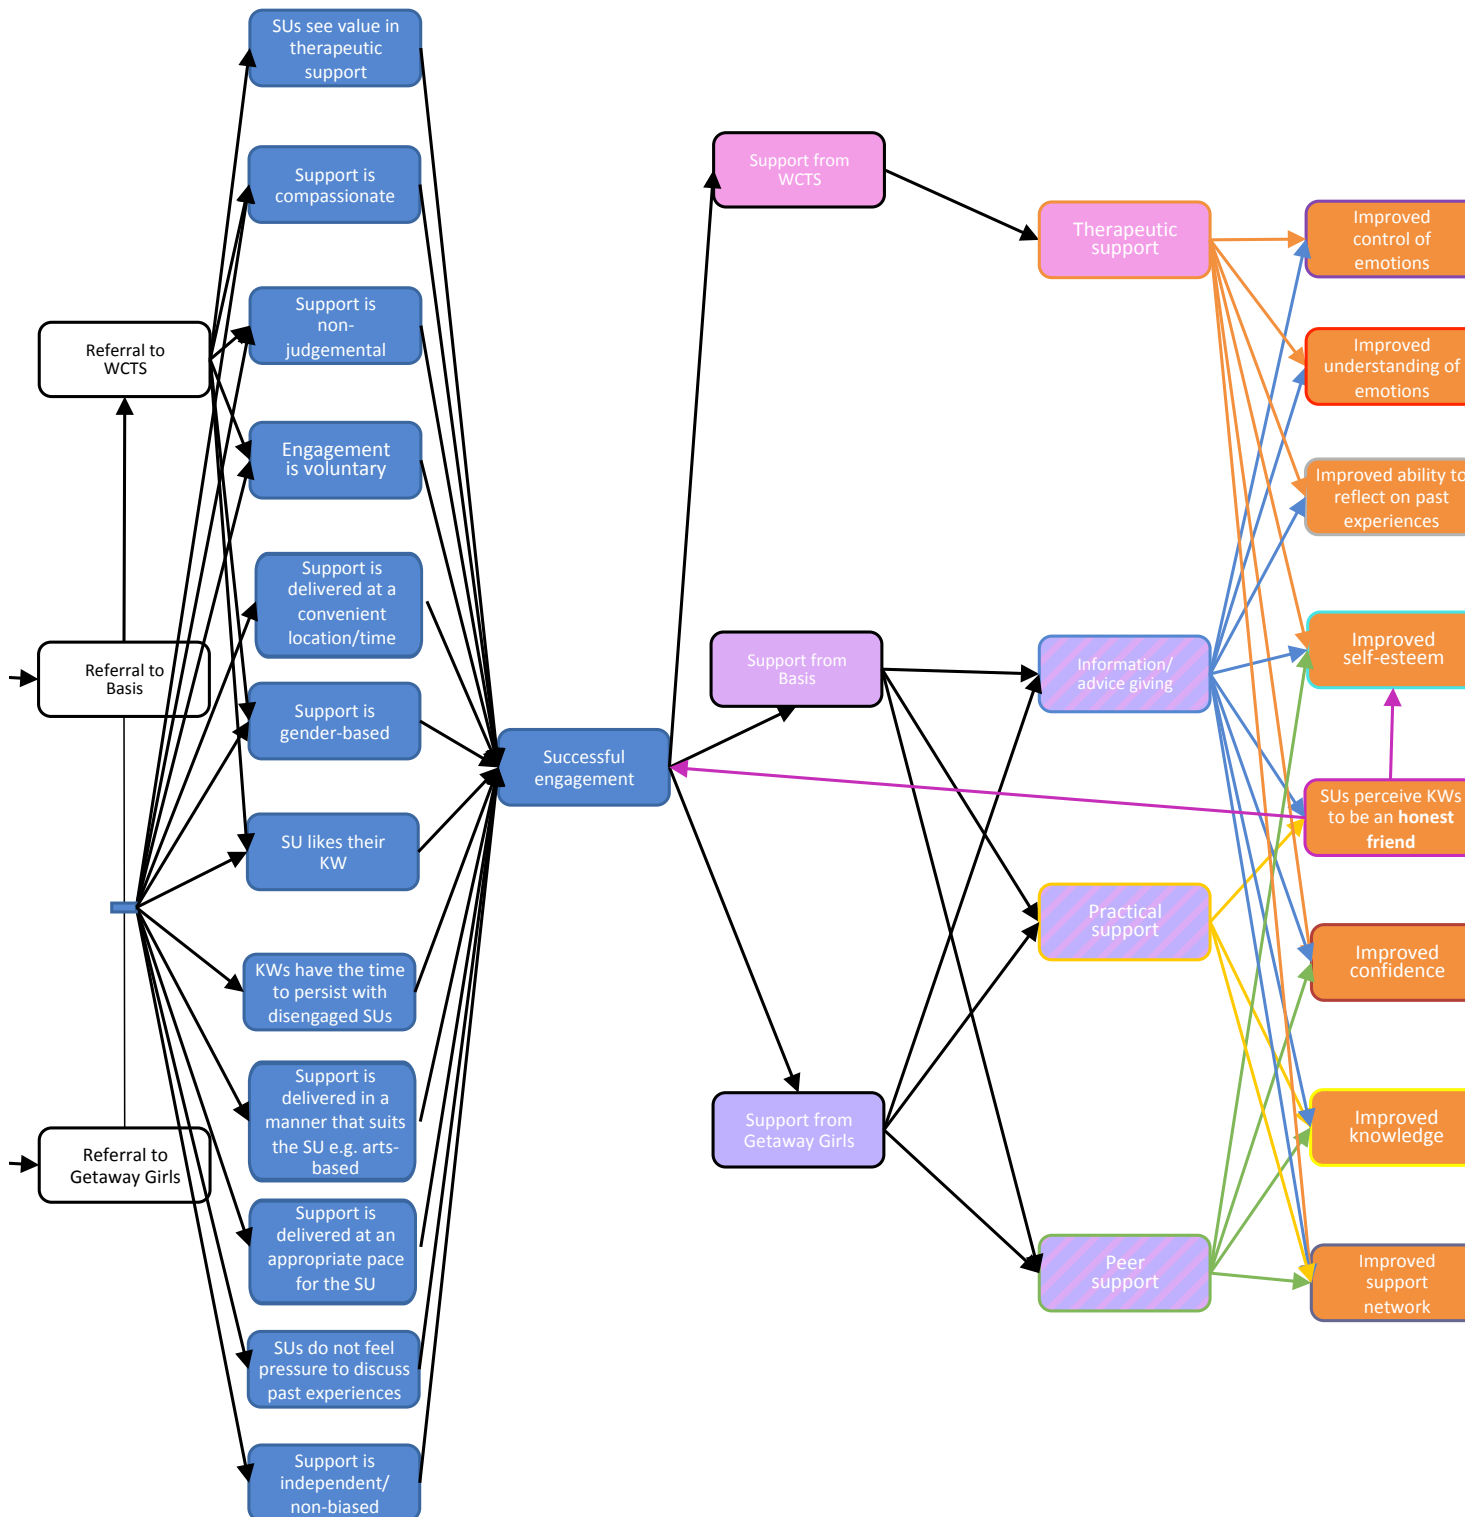 SUs see value in
therapeutic
support
Support is
compassionate
Support is
non-
judgemental
Engagement
is voluntary
Support is
delivered at a
convenient
location/time
Support is
gender-based
SU likes their
KW
KWs have the time
to persist with
disengaged SUs
Support is
delivered in a
manner that suits
the SU e.g. arts-
based
Support is
delivered at an
appropriate pace
for the SU
SUs do not feel
pressure to discuss
past experiences
Support is
independent/
non-biased
Referral to
WCTS
Referral to
Basis
Referral to
Getaway Girls
Successful
engagement
Support from
WCTS
Support from
Basis
Support from
Getaway Girls
Therapeutic
support
Information/
advice giving
Practical
support
Peer
support
Improved
control of
emotions
Improved
understanding of
emotions
Improved ability to
reflect on past
experiences
Improved
self-esteem
SUs perceive KWs
to be an honest
friend
Improved
confidence
Improved
knowledge
Improved
support
network